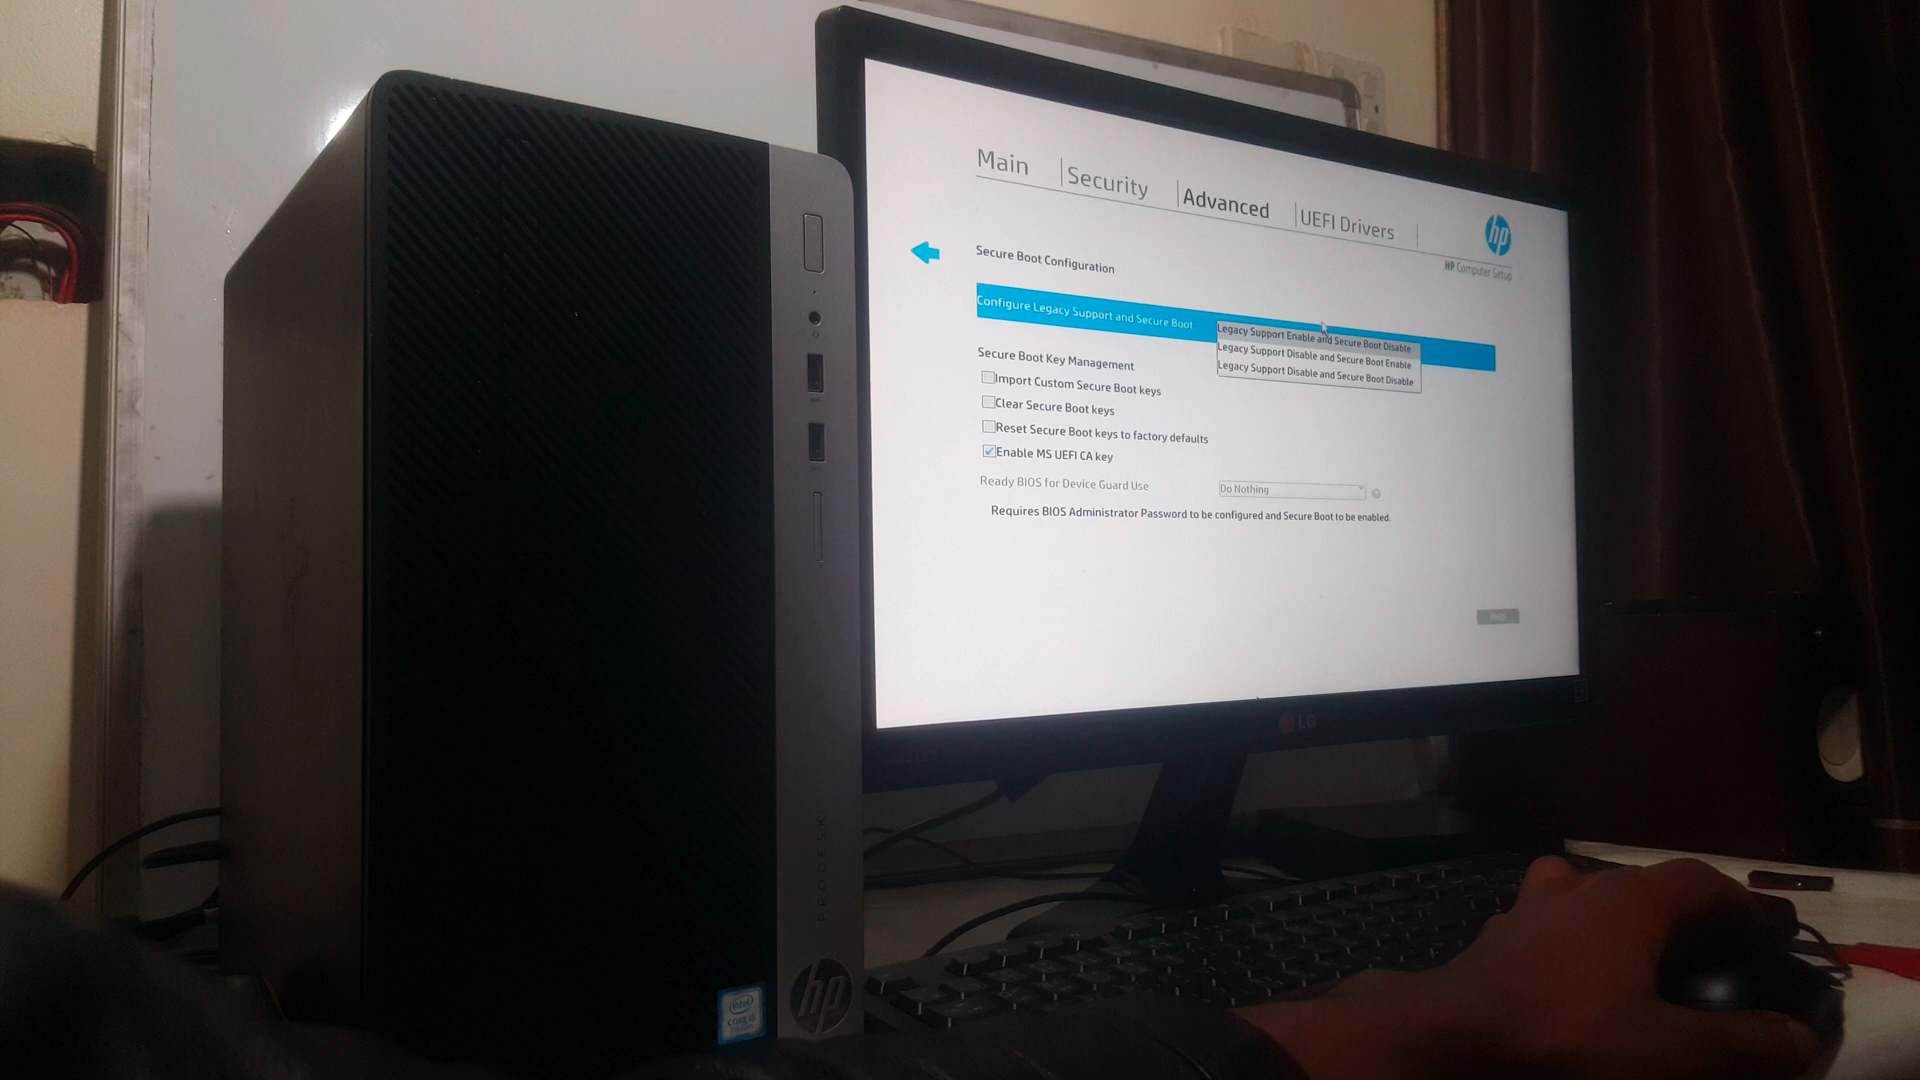 Main
Security
Advanced
UEFI Drivers
hp
HP Computer Setup
Secure Boot Configuration
Configure Legacy Support and Secure Boot
Legacy Support Enable and Secure Boot Disable
Legacy Support Disable and Secure Boot Enable
Legacy Support Disable and Secure Boot Disable
Secure Boot Key Management
Import Custom Secure Boot keys
Clear Secure Boot keys
Reset Secure Boot keys to factory defaults
Enable MS UEFI CA key
Ready BIOS for Device Guard Use
Do Nothing
Requires BIOS Administrator Password to be configured and Secure Boot to be enabled.
Help
LG
PRODESK
hp
intel
CORE i5